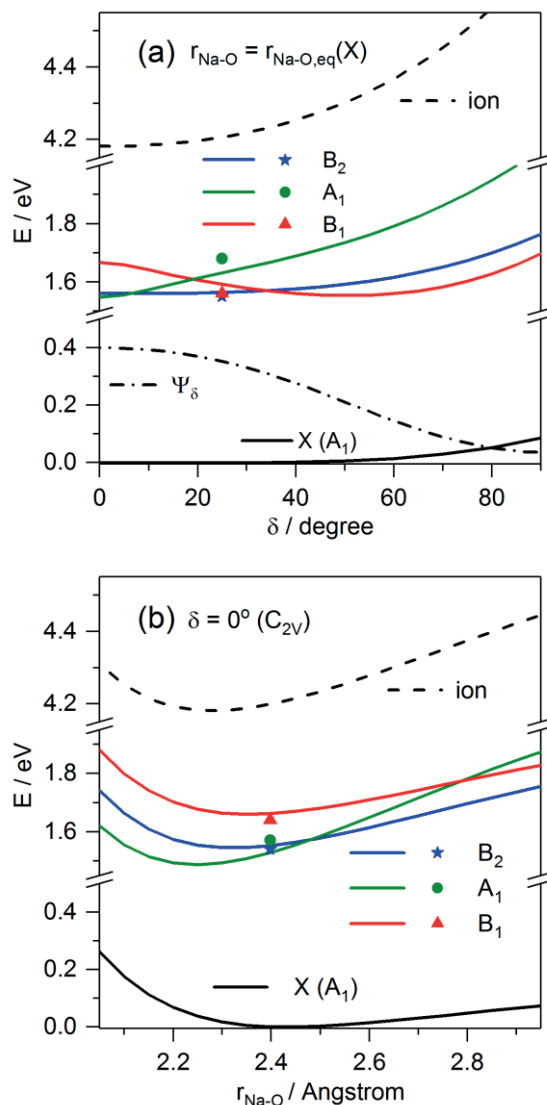 (a) r_Na-O = r_Na-O,eq(X)
4.4
ion
4.2
B₂
A₁
B₁
1.8
1.6
E / eV
0.4
Ψ_δ
0.2
X (A₁)
0.0
0 20 40 60 80
δ / degree
(b) δ = 0° (C_2V)
4.4
ion
4.2
1.8
1.6
E / eV
B₂
A₁
B₁
0.4
0.2
X (A₁)
0.0
2.2 2.4 2.6 2.8
r_Na-O / Angstrom